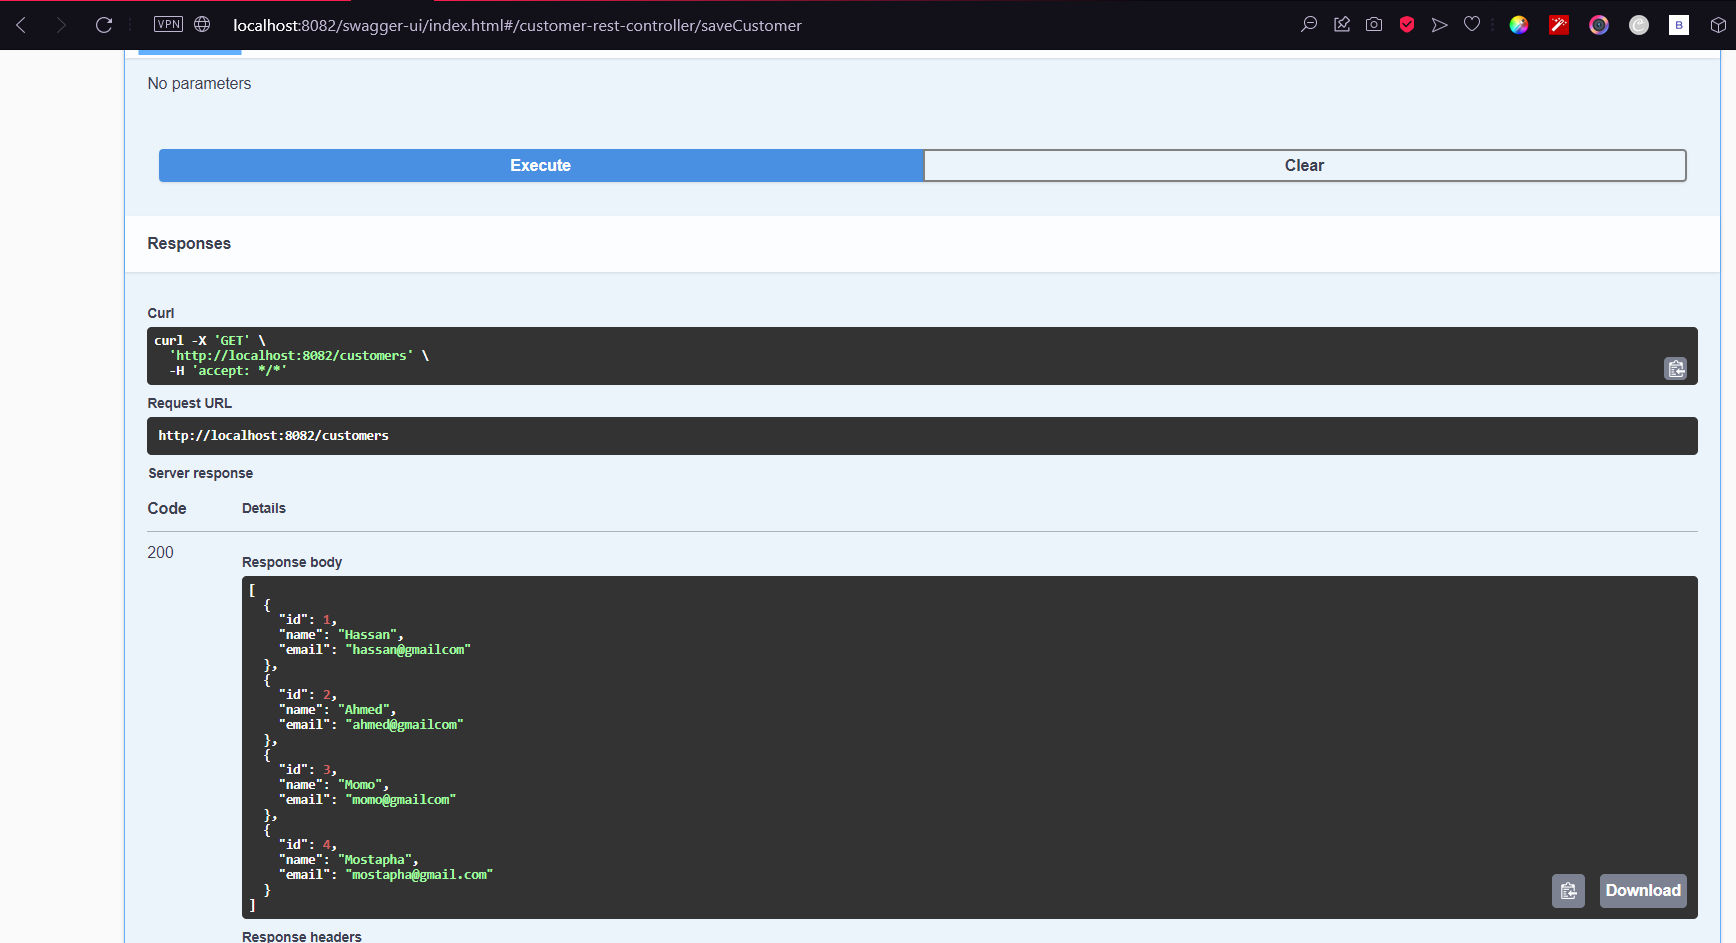 VPN
localhost:8082/swagger-ui/index.html#/customer-rest-controller/saveCustomer
B
No parameters
Execute
Clear
Responses
Curl
curl -X 'GET' \
'http://localhost:8082/customers' \
-H 'accept: */*'
Request URL
http://localhost:8082/customers
Server response
Code
Details
200
Response body
[
{
"id": 1,
"name": "Hassan",
"email": "hassan@gmailcom"
},
{
"id": 2,
"name": "Ahmed",
"email": "ahmed@gmailcom"
},
{
"id": 3,
"name": "Momo",
"email": "momo@gmailcom"
},
{
"id": 4,
"name": "Mostapha",
"email": "mostapha@gmail.com"
}
]
Download
Response headers